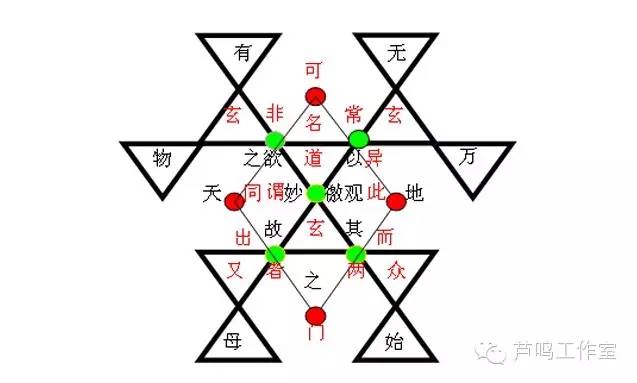 有 无
可
玄 非 常 玄
名
物 之 欲 道 以 异 万
天 同 谓 妙 徼 观 此 地
故 玄 其
出 而
又 者 之 两 众
母 门 始
芦鸣工作室